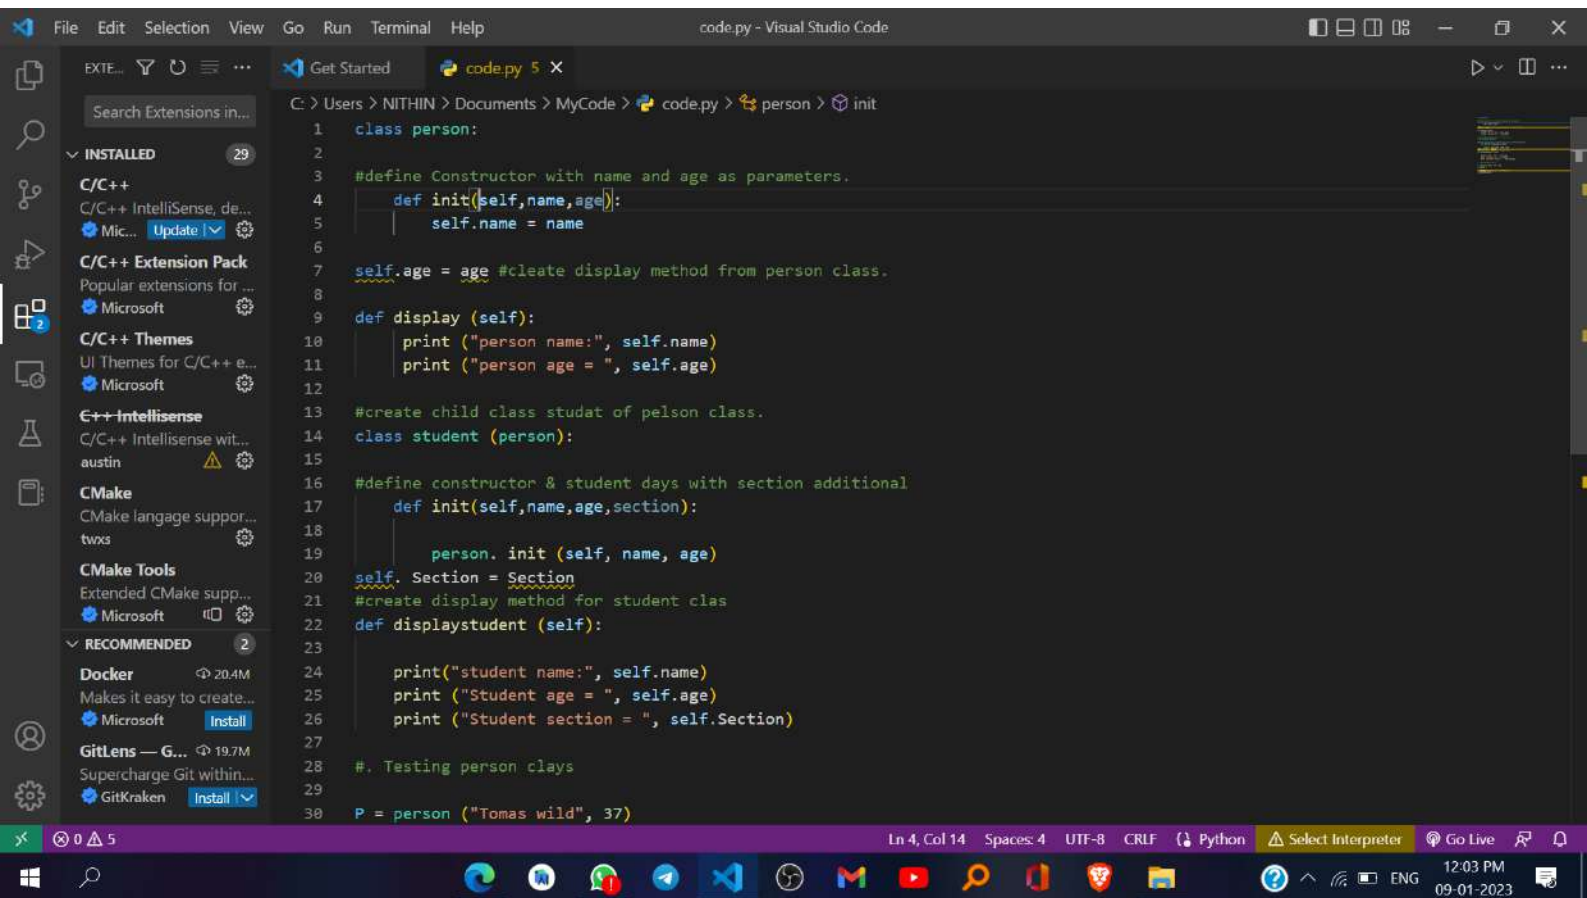 File Edit Selection View Go Run Terminal Help code.py - Visual Studio Code
EXTE... Get Started code.py 5
C: > Users > NITHIN > Documents > MyCode > code.py > person > init
Search Extensions in...
INSTALLED 29
C/C++
C/C++ IntelliSense, de...
Mic... Update
C/C++ Extension Pack
Popular extensions for ...
Microsoft
C/C++ Themes
UI Themes for C/C++ e...
Microsoft
C++ Intellisense
C/C++ Intellisense wit...
austin
CMake
CMake langage suppor...
twxs
CMake Tools
Extended CMake supp...
Microsoft
RECOMMENDED 2
Docker 20.4M
Makes it easy to create...
Microsoft Install
GitLens — G... 19.7M
Supercharge Git within...
GitKraken Install
2
1 class person:
2
3 #define Constructor with name and age as parameters.
4 def init(self,name,age):
5 self.name = name
6
7 self.age = age #cleate display method from person class.
8
9 def display (self):
10 print ("person name:", self.name)
11 print ("person age = ", self.age)
12
13 #create child class studat of pelson class.
14 class student (person):
15
16 #define constructor & student days with section additional
17 def init(self,name,age,section):
18
19 person. init (self, name, age)
20 self. Section = Section
21 #create display method for student clas
22 def displaystudent (self):
23
24 print("student name:", self.name)
25 print ("Student age = ", self.age)
26 print ("Student section = ", self.Section)
27
28 #. Testing person clays
29
30 P = person ("Tomas wild", 37)
0 5 Ln 4, Col 14 Spaces: 4 UTF-8 CRLF Python Select Interpreter Go Live
ENG 12:03 PM
09-01-2023